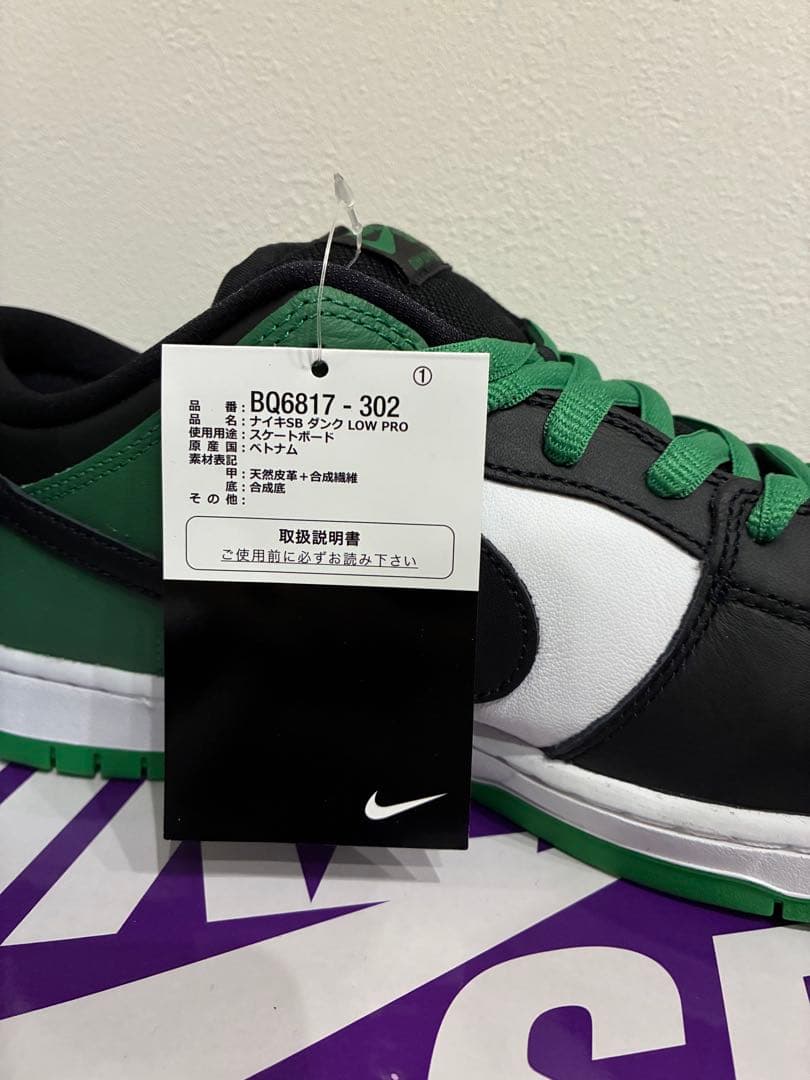 ①
品番：BQ6817 - 302
品名：ナイキSB ダンク LOW PRO
使用用途：スケートボード
原産国：ベトナム
素材表記
甲：天然皮革＋合成繊維
底：合成底
その他：
取扱説明書
ご使用前に必ずお読み下さい